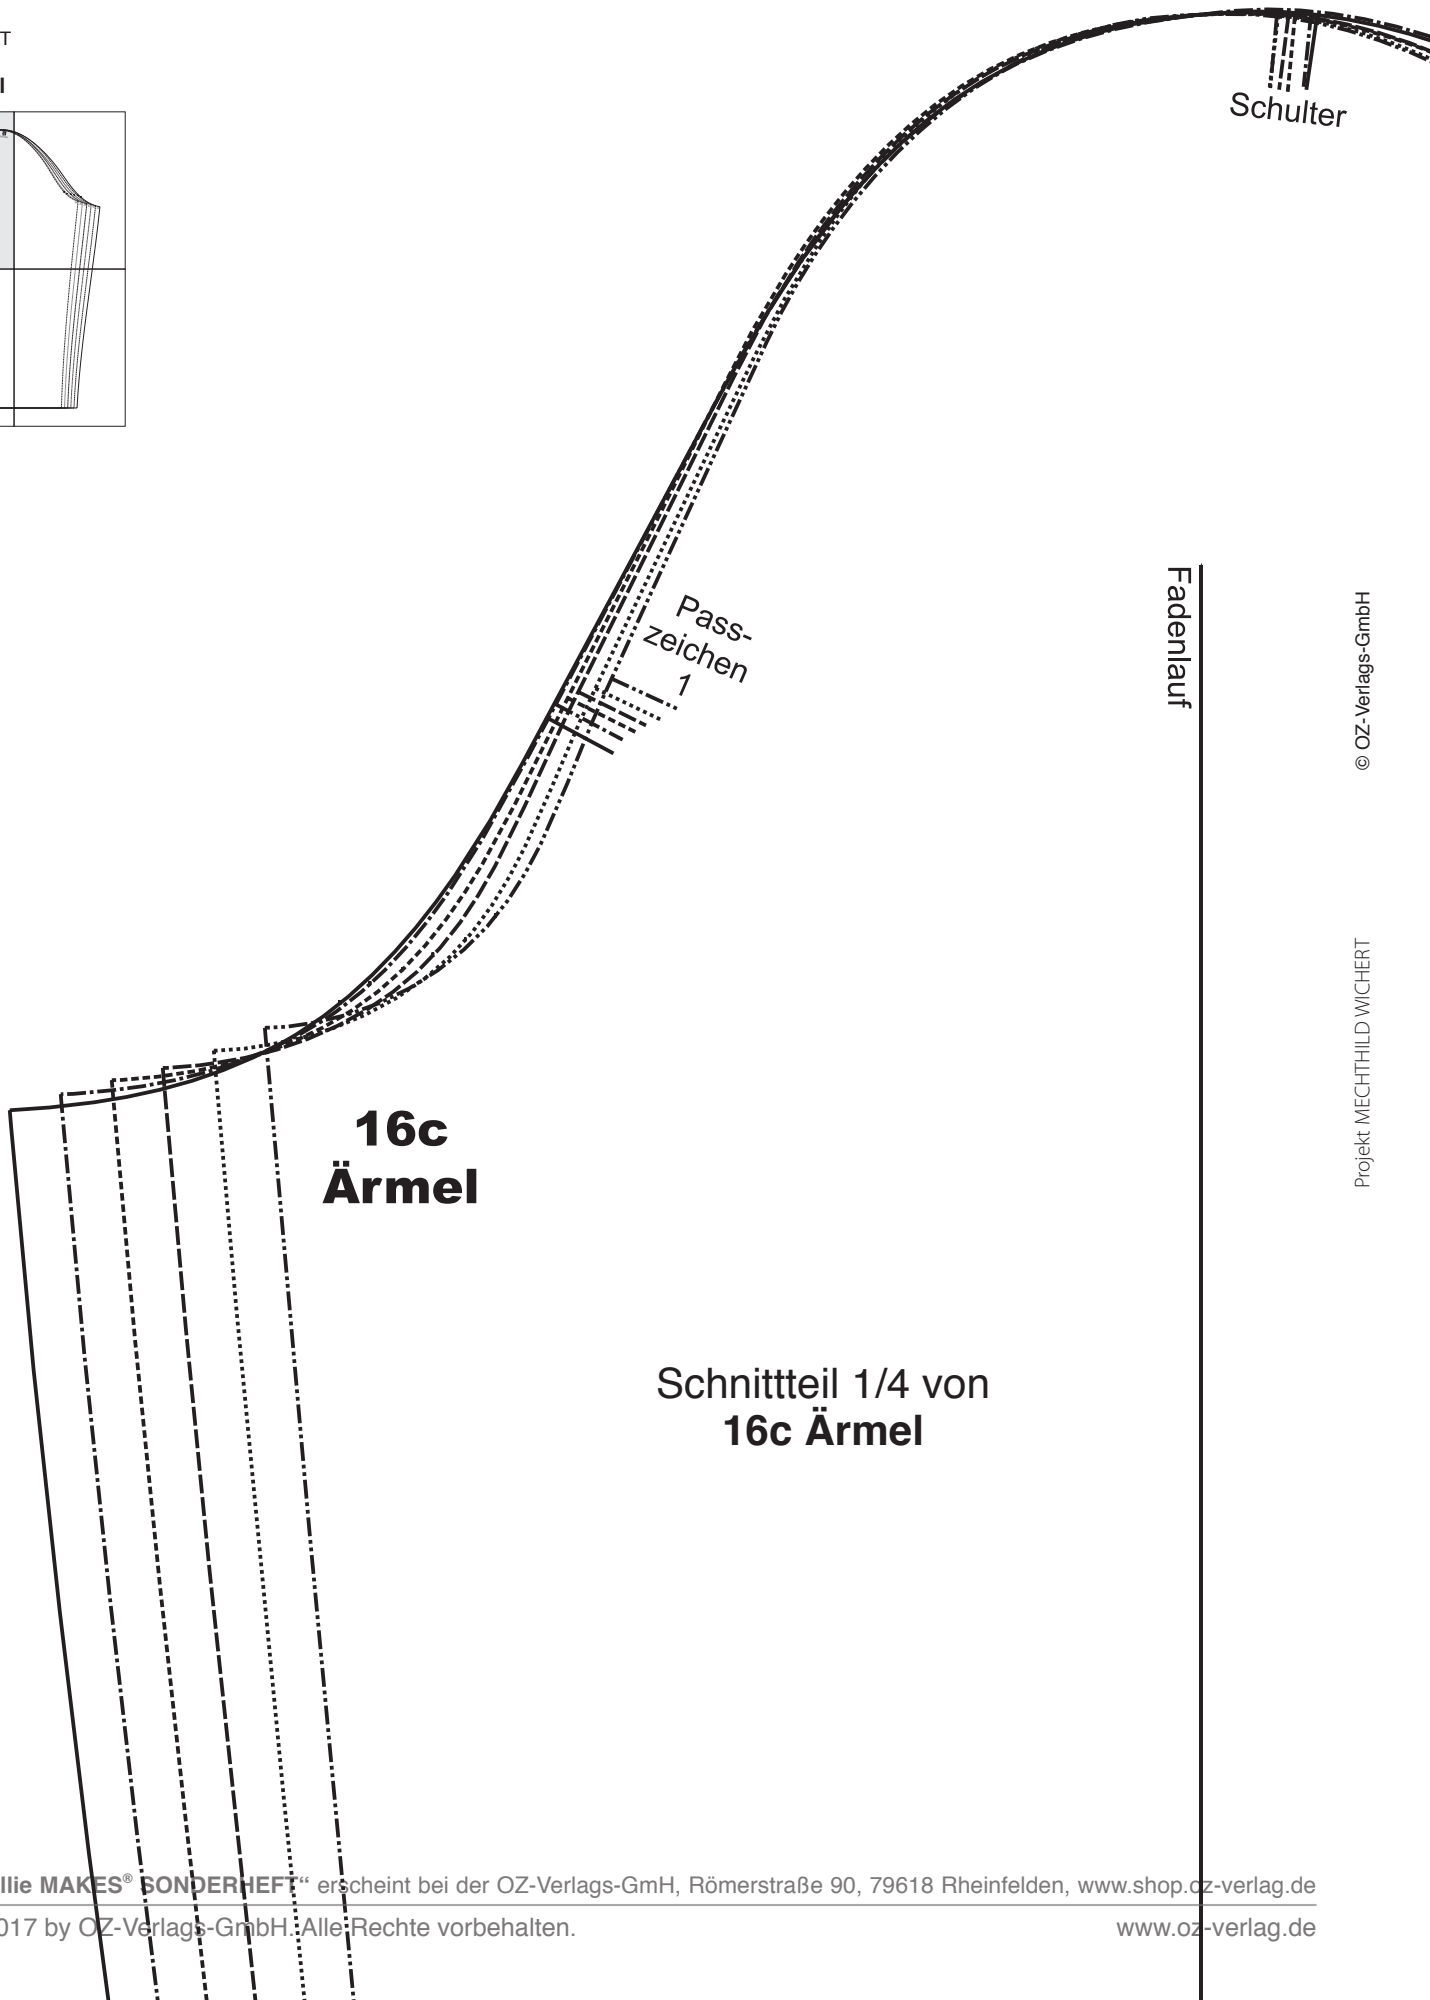 T
l
Schulter
Pass-
zeichen
1
Fadenlauf
© OZ-Verlags-GmbH
Projekt MECHTHILD WICHERT
16c
Ärmel
Schnittteil 1/4 von
16c Ärmel
llie MAKES® SONDERHEFT“ erscheint bei der OZ-Verlags-GmH, Römerstraße 90, 79618 Rheinfelden, www.shop.oz-verlag.de
017 by OZ-Verlags-GmbH. Alle Rechte vorbehalten. www.oz-verlag.de